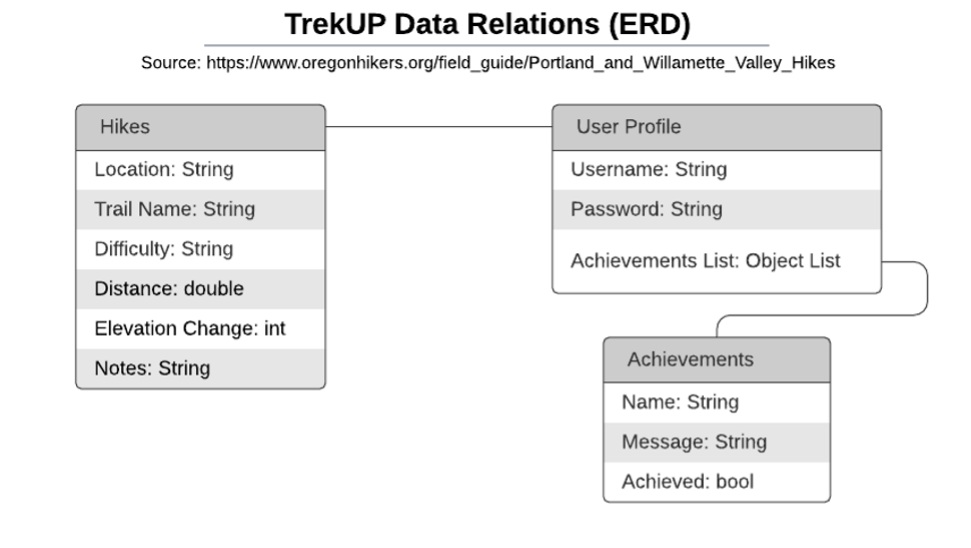 TrekUP Data Relations (ERD)
Source: https://www.oregonhikers.org/field_guide/Portland_and_Willamette_Valley_Hikes
Hikes
Location: String
Trail Name: String
Difficulty: String
Distance: double
Elevation Change: int
Notes: String
User Profile
Username: String
Password: String
Achievements List: Object List
Achievements
Name: String
Message: String
Achieved: bool